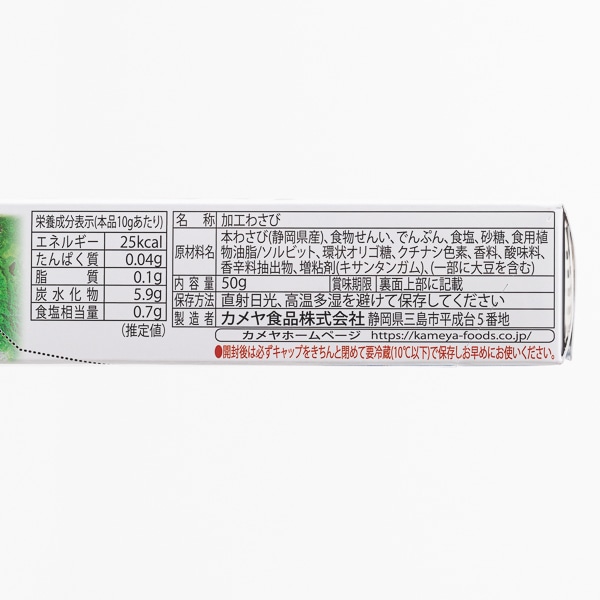 栄養成分表示(本品10gあたり)
エネルギー 25kcal
たんぱく質 0.04g
脂質 0.1g
炭水化物 5.9g
食塩相当量 0.7g
(推定値)
名称 加工わさび
原材料名 本わさび(静岡県産)、食物せんい、でんぷん、食塩、砂糖、食用植
物油脂/ソルビット、環状オリゴ糖、クチナシ色素、香料、酸味料、
香辛料抽出物、増粘剤(キサンタンガム)、(一部に大豆を含む)
内容量 50g 賞味期限 裏面上部に記載
保存方法 直射日光、高温多湿を避けて保存してください
製造者 カメヤ食品株式会社 静岡県三島市平成台5番地
カメヤホームページ https://kameya-foods.co.jp/
●開封後は必ずキャップをきちんと閉めて要冷蔵(10℃以下)で保存しお早めにお使いください。